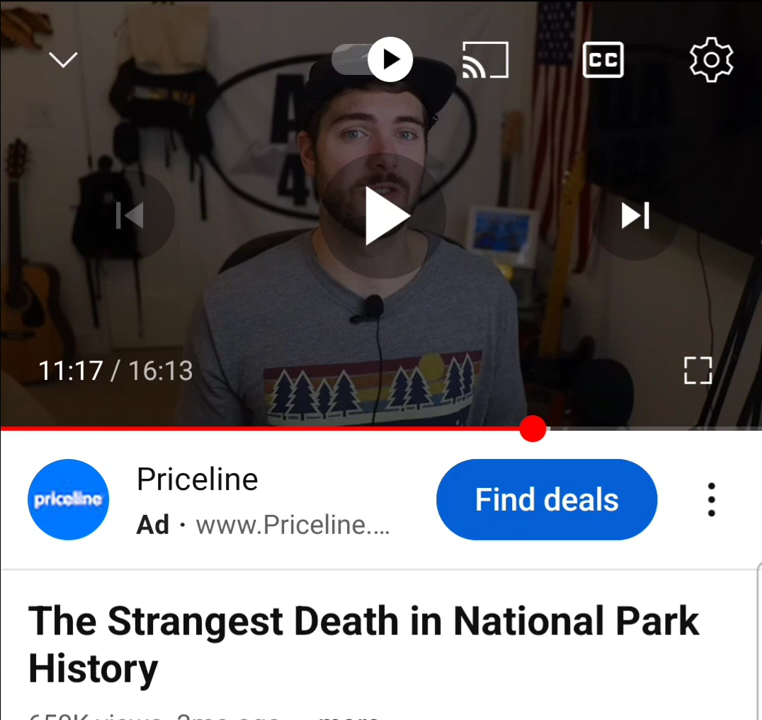 CC
11:17 / 16:13
priceline
Priceline
Find deals
Ad · www.Priceline....
The Strangest Death in National Park
History